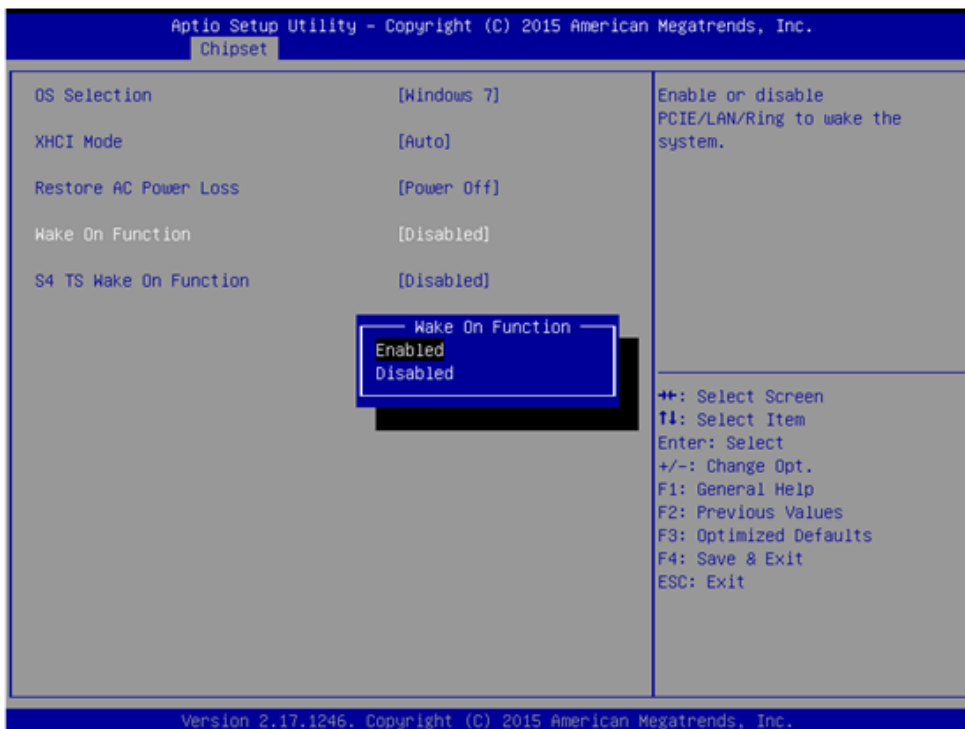 Aptio Setup Utility – Copyright (C) 2015 American Megatrends, Inc.
Chipset
OS Selection [Windows 7]
XHCI Mode [Auto]
Restore AC Power Loss [Power Off]
Wake On Function [Disabled]
S4 TS Wake On Function [Disabled]
Wake On Function
Enabled
Disabled
Enable or disable
PCIE/LAN/Ring to wake the
system.
→←: Select Screen
↑↓: Select Item
Enter: Select
+/-: Change Opt.
F1: General Help
F2: Previous Values
F3: Optimized Defaults
F4: Save & Exit
ESC: Exit
Version 2.17.1246. Copyright (C) 2015 American Megatrends, Inc.